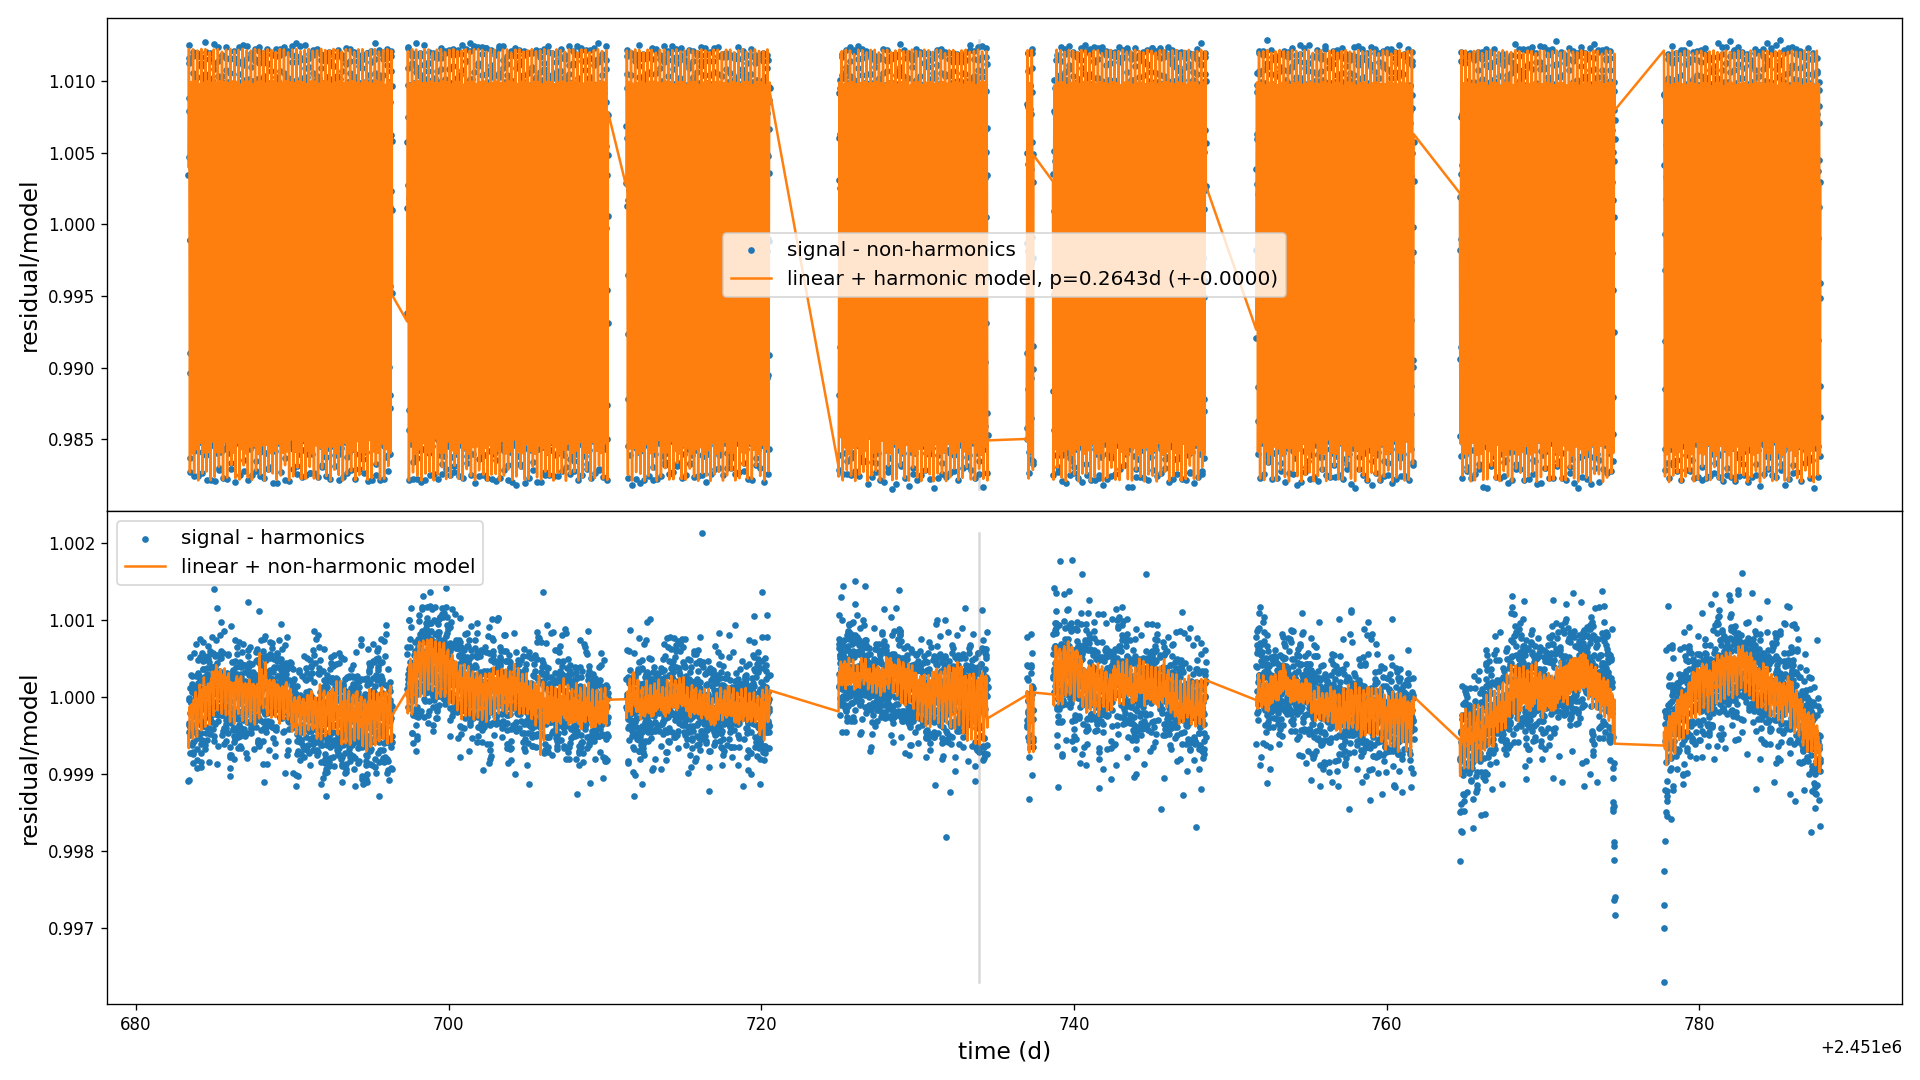 residual/model
1.010
1.005
1.000
0.995
0.990
0.985
signal - non-harmonics
linear + harmonic model, p=0.2643d (+-0.0000)
residual/model
1.002
1.001
1.000
0.999
0.998
0.997
signal - harmonics
linear + non-harmonic model
680
700
720
740
760
780
time (d)
+2.451e6